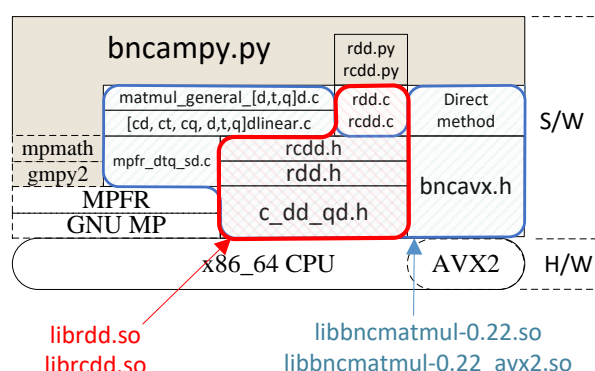 bncampy.py
rdd.py
rcdd.py
matmul_general_[d,t,q]d.c
[cd, ct, cq, d,t,q]dlinear.c
rdd.c
rcdd.c
Direct
method
S/W
mpmath
gmpy2
mpfr_dtq_sd.c
rcdd.h
rdd.h
c_dd_qd.h
bncavx.h
MPFR
GNU MP
x86_64 CPU
AVX2
H/W
librdd.so
librcdd.so
libbncmatmul-0.22.so
libbncmatmul-0.22_avx2.so